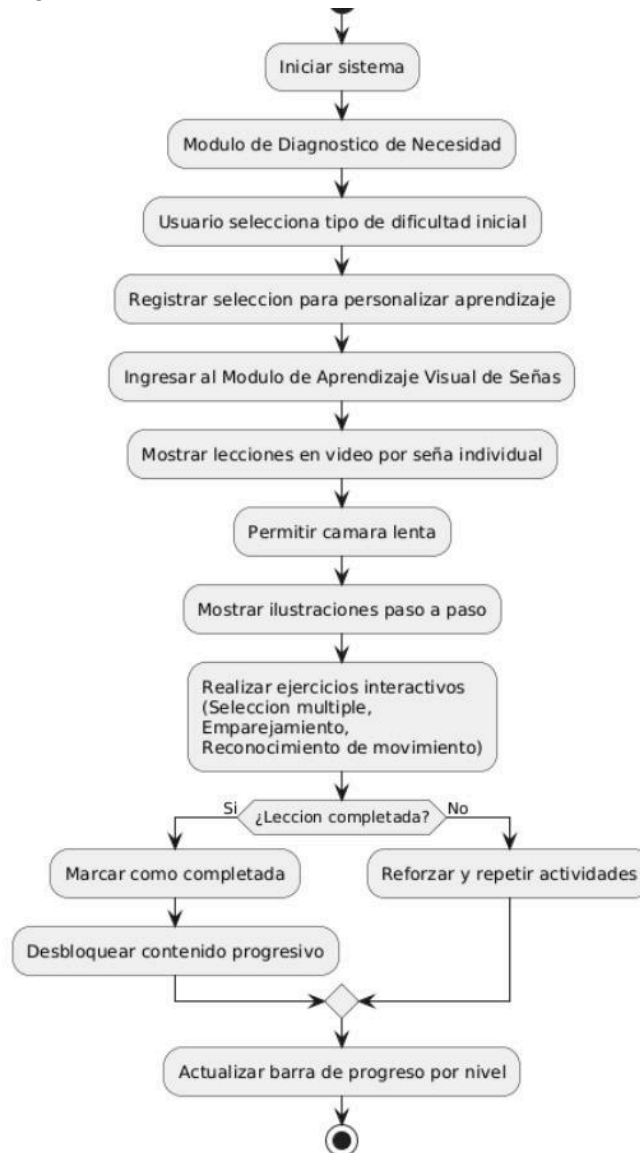 Iniciar sistema
Modulo de Diagnostico de Necesidad
Usuario selecciona tipo de dificultad inicial
Registrar seleccion para personalizar aprendizaje
Ingresar al Modulo de Aprendizaje Visual de Señas
Mostrar lecciones en video por seña individual
Permitir camara lenta
Mostrar ilustraciones paso a paso
Realizar ejercicios interactivos
(Seleccion multiple,
Emparejamiento,
Reconocimiento de movimiento)
Si
¿Leccion completada?
No
Marcar como completada
Reforzar y repetir actividades
Desbloquear contenido progresivo
Actualizar barra de progreso por nivel